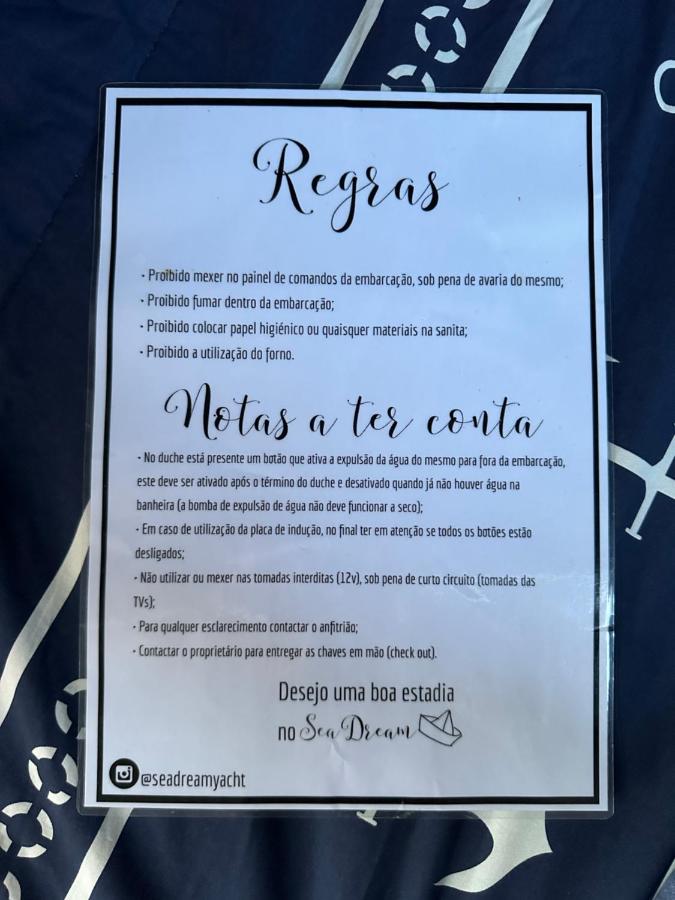 Regras
• Proibido mexer no painel de comandos da embarcação, sob pena de avaria do mesmo;
• Proibido fumar dentro da embarcação;
• Proibido colocar papel higiénico ou quaisquer materiais na sanita;
• Proibido a utilização do forno.
Notas a ter conta
• No duche está presente um botão que ativa a expulsão da água do mesmo para fora da embarcação,
este deve ser ativado após o término do duche e desativado quando já não houver água na
banheira (a bomba de expulsão de água não deve funcionar a seco);
• Em caso de utilização da placa de indução, no final ter em atenção se todos os botões estão
desligados;
• Não utilizar ou mexer nas tomadas interditas (12v), sob pena de curto circuito (tomadas das
TVs);
• Para qualquer esclarecimento contactar o anfitrião;
• Contactar o proprietário para entregar as chaves em mão (check out).
Desejo uma boa estadia
no Sea Dream
@seadreamyacht